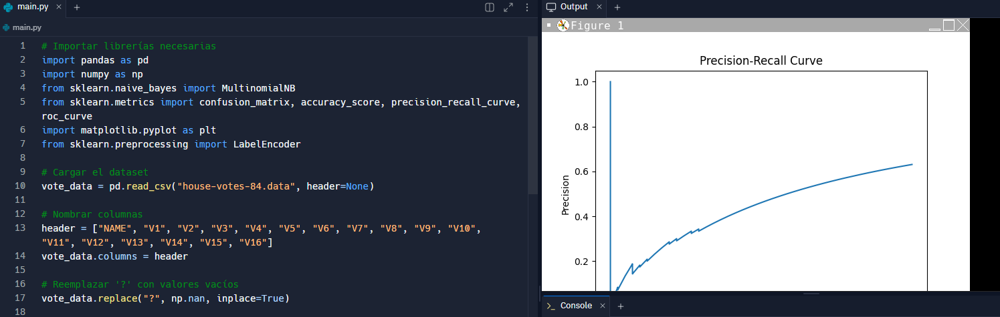 main.py
main.py
1 # Importar librerías necesarias
2 import pandas as pd
3 import numpy as np
4 from sklearn.naive_bayes import MultinomialNB
5 from sklearn.metrics import confusion_matrix, accuracy_score, precision_recall_curve,
roc_curve
6 import matplotlib.pyplot as plt
7 from sklearn.preprocessing import LabelEncoder
8
9 # Cargar el dataset
10 vote_data = pd.read_csv("house-votes-84.data", header=None)
11
12 # Nombrar columnas
13 header = ["NAME", "V1", "V2", "V3", "V4", "V5", "V6", "V7", "V8", "V9", "V10",
"V11", "V12", "V13", "V14", "V15", "V16"]
14 vote_data.columns = header
15
16 # Reemplazar '?' con valores vacíos
17 vote_data.replace("?", np.nan, inplace=True)
18
Output
Figure 1
Precision-Recall Curve
1.0
0.8
0.6
Precision
0.4
0.2
Console